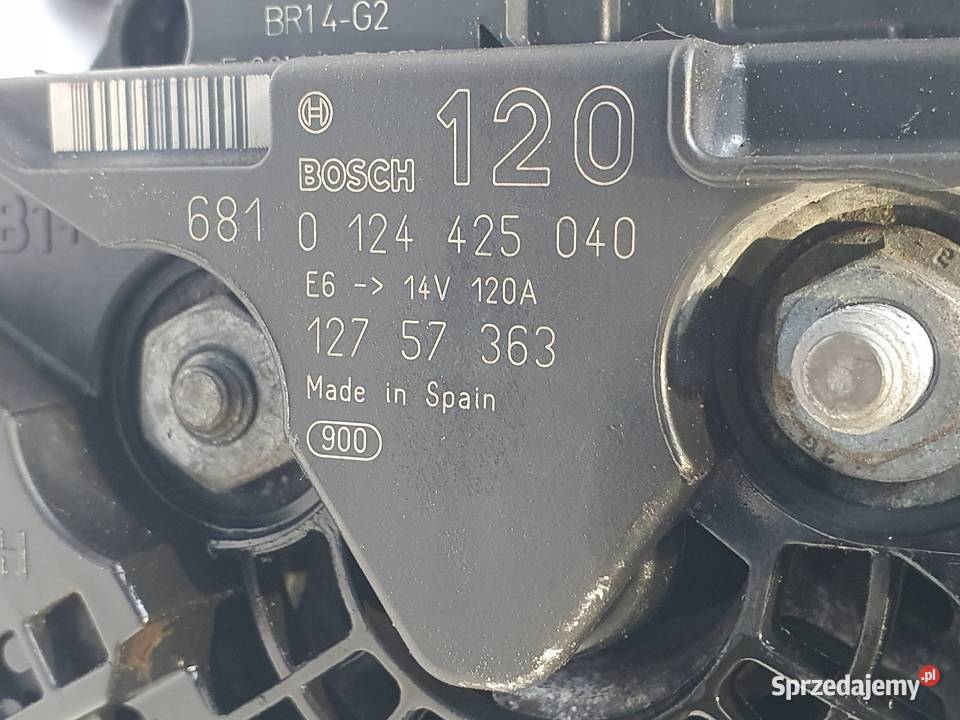 BR14-G2
BOSCH 120
681 0 124 425 040
E6 -> 14V 120A
127 57 363
Made in Spain
900
Sprzedajemy.pl